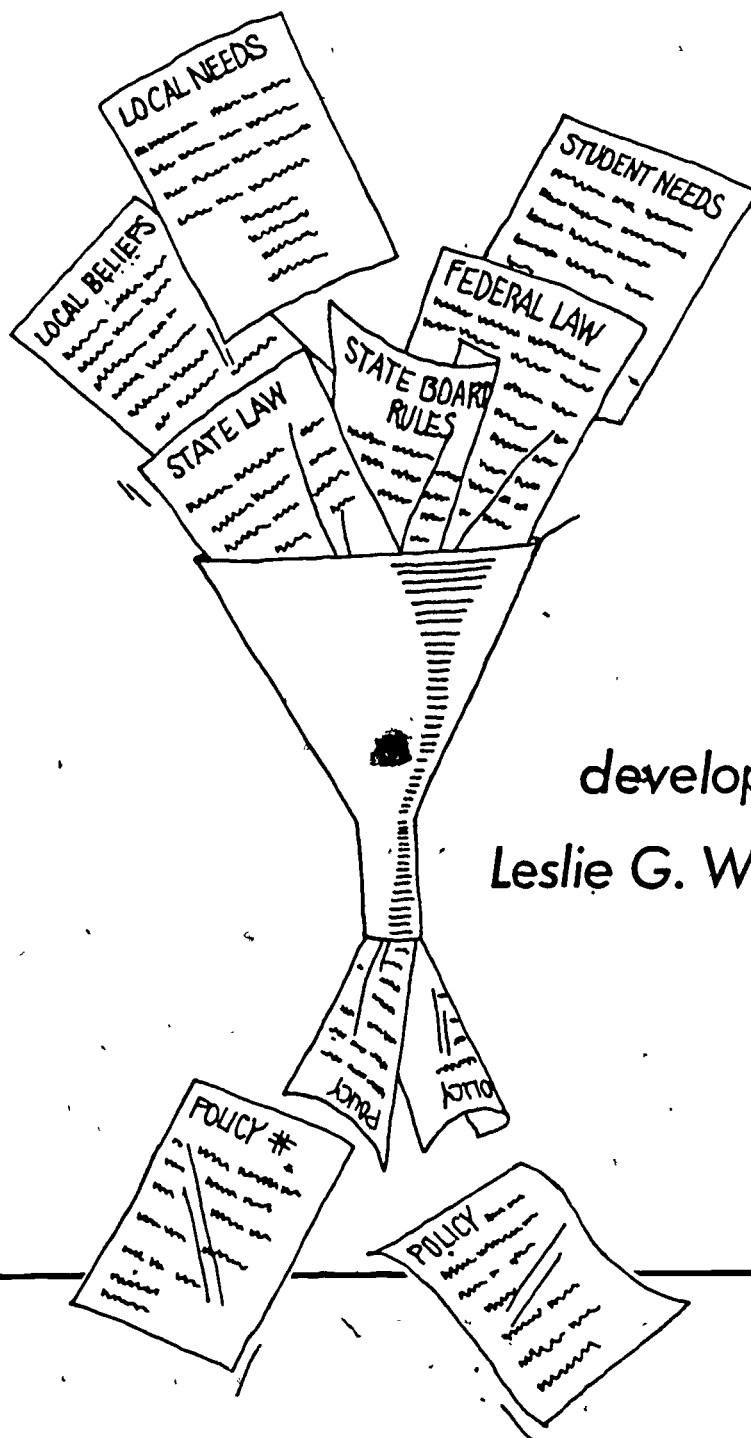 LOCAL NEEDS
STUDENT NEEDS
LOCAL BELIEFS
FEDERAL LAW
STATE BOARD
RULES
STATE LAW
develop
Leslie G. W
POLICY
POLICY
POLICY #
POLICY